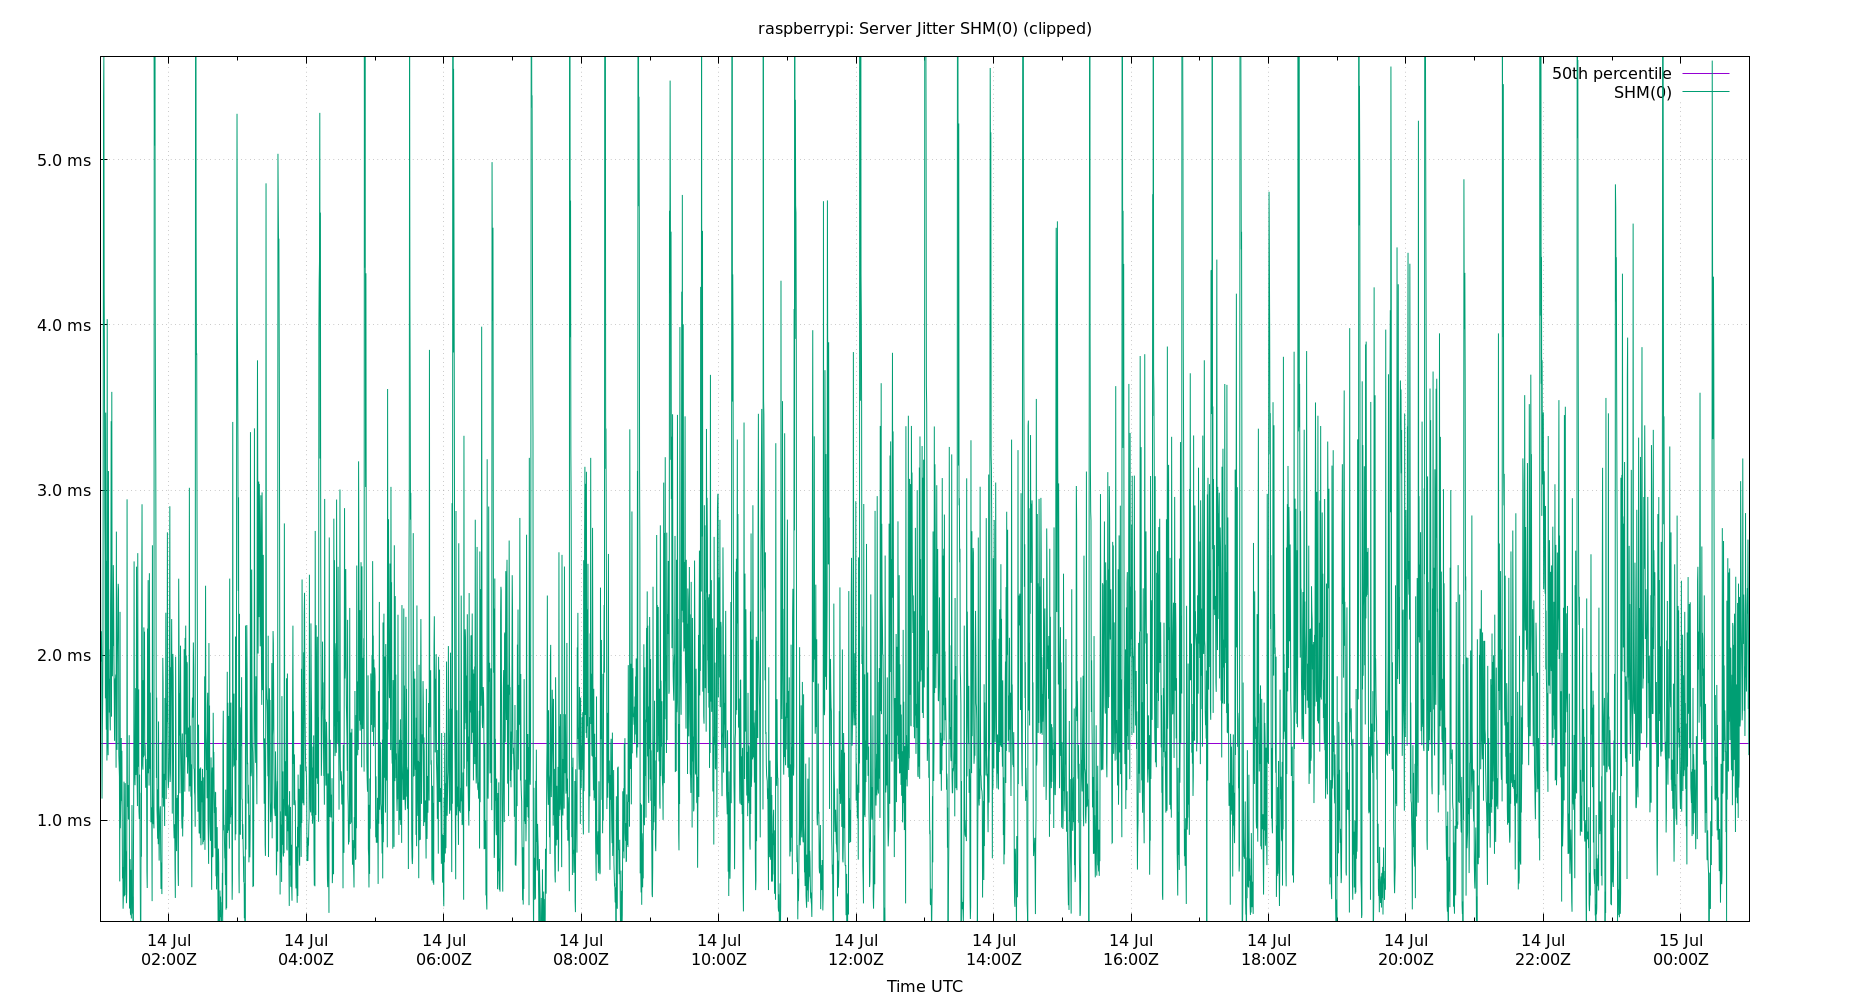 raspberrypi: Server Jitter SHM(0) (clipped)
50th percentile
SHM(0)
5.0 ms
4.0 ms
3.0 ms
2.0 ms
1.0 ms
14 Jul 14 Jul 14 Jul 14 Jul 14 Jul 14 Jul 14 Jul 14 Jul 14 Jul 14 Jul 14 Jul 15 Jul
02:00Z 04:00Z 06:00Z 08:00Z 10:00Z 12:00Z 14:00Z 16:00Z 18:00Z 20:00Z 22:00Z 00:00Z
Time UTC